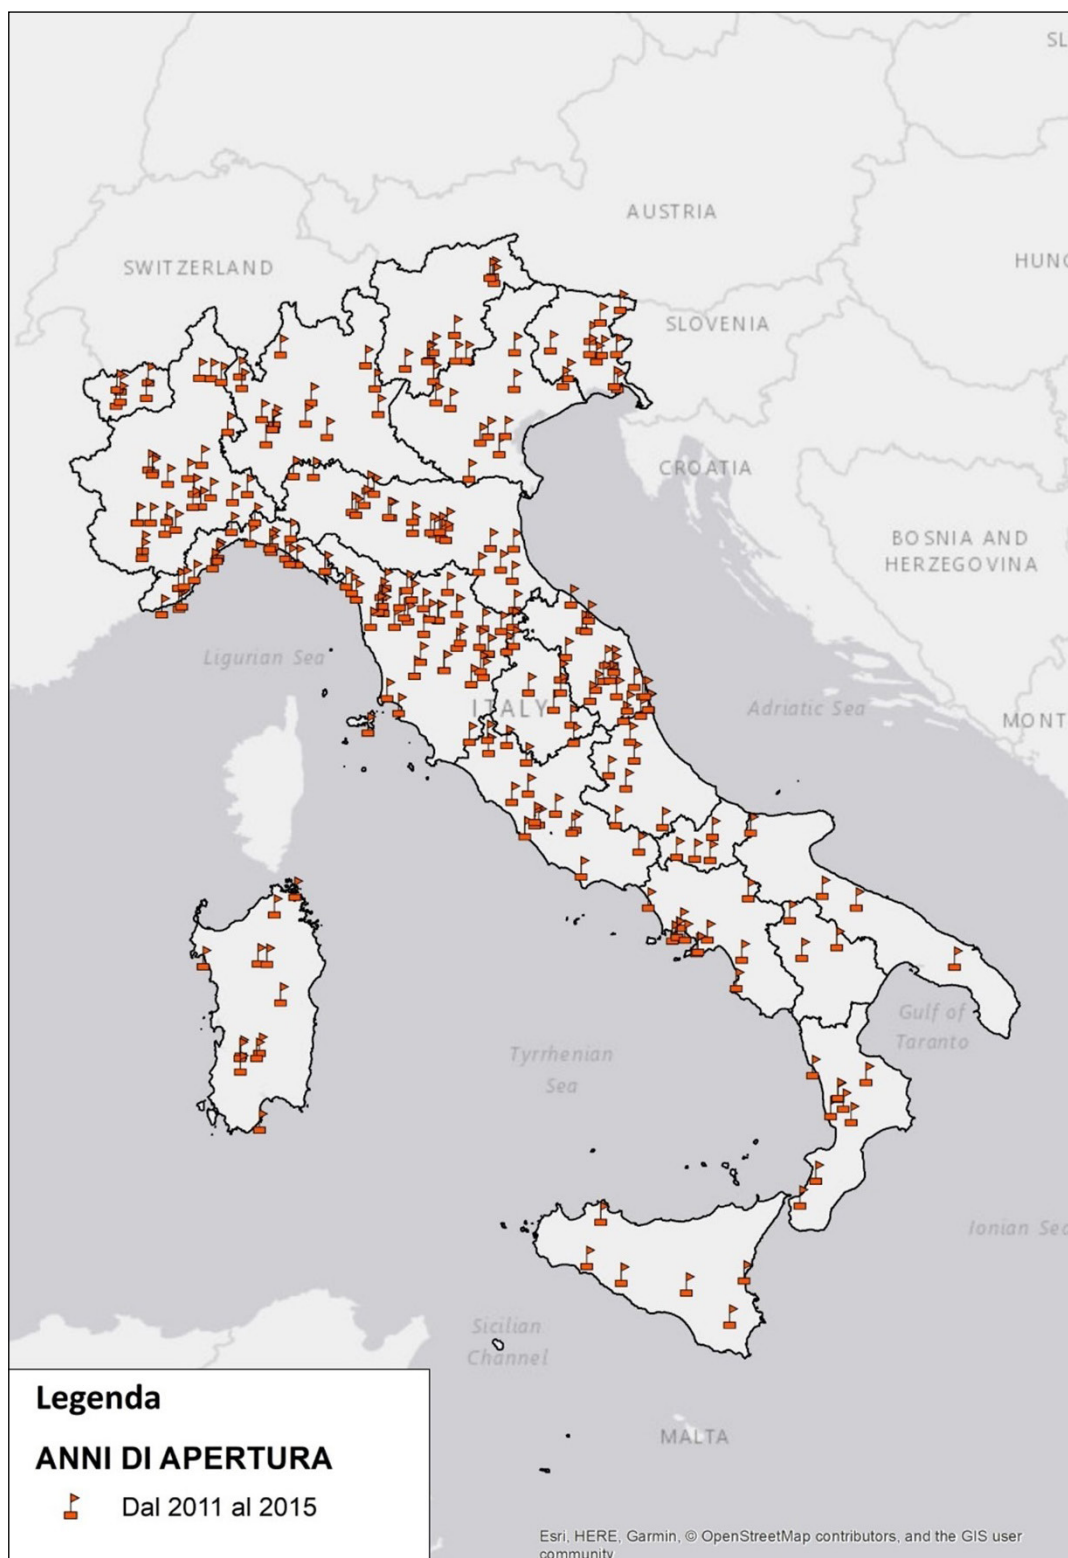 SL
AUSTRIA
SWITZERLAND
HUNG
SLOVENIA
CROATIA
BOSNIA AND
HERZEGOVINA
Ligurian Sea
ITALY
Adriatic Sea
MONT
Gulf of
Taranto
Tyrrhenian
Sea
Ionian Sea
Sicilian
Channel
MALTA
Legenda
ANNI DI APERTURA
Dal 2011 al 2015
Esri, HERE, Garmin, © OpenStreetMap contributors, and the GIS user
community